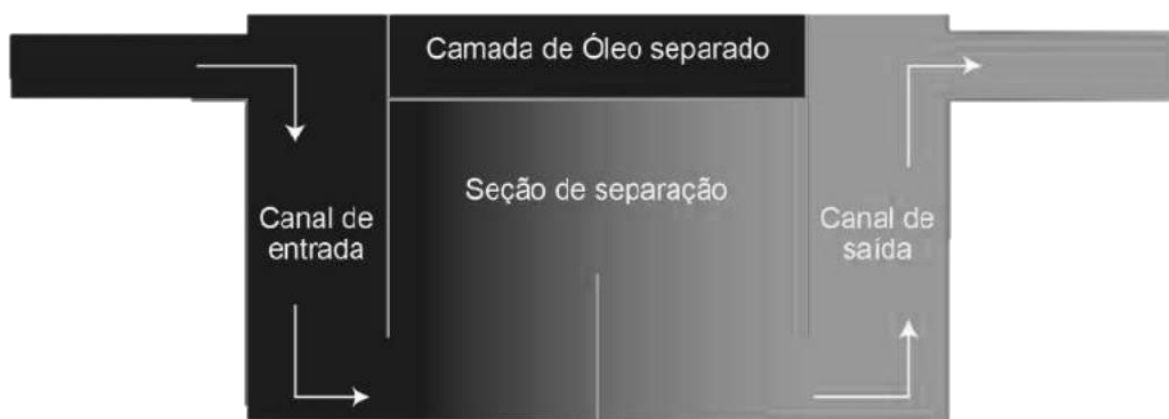 Camada de Óleo separado
Seção de separação
Canal de
entrada
Canal de
saída